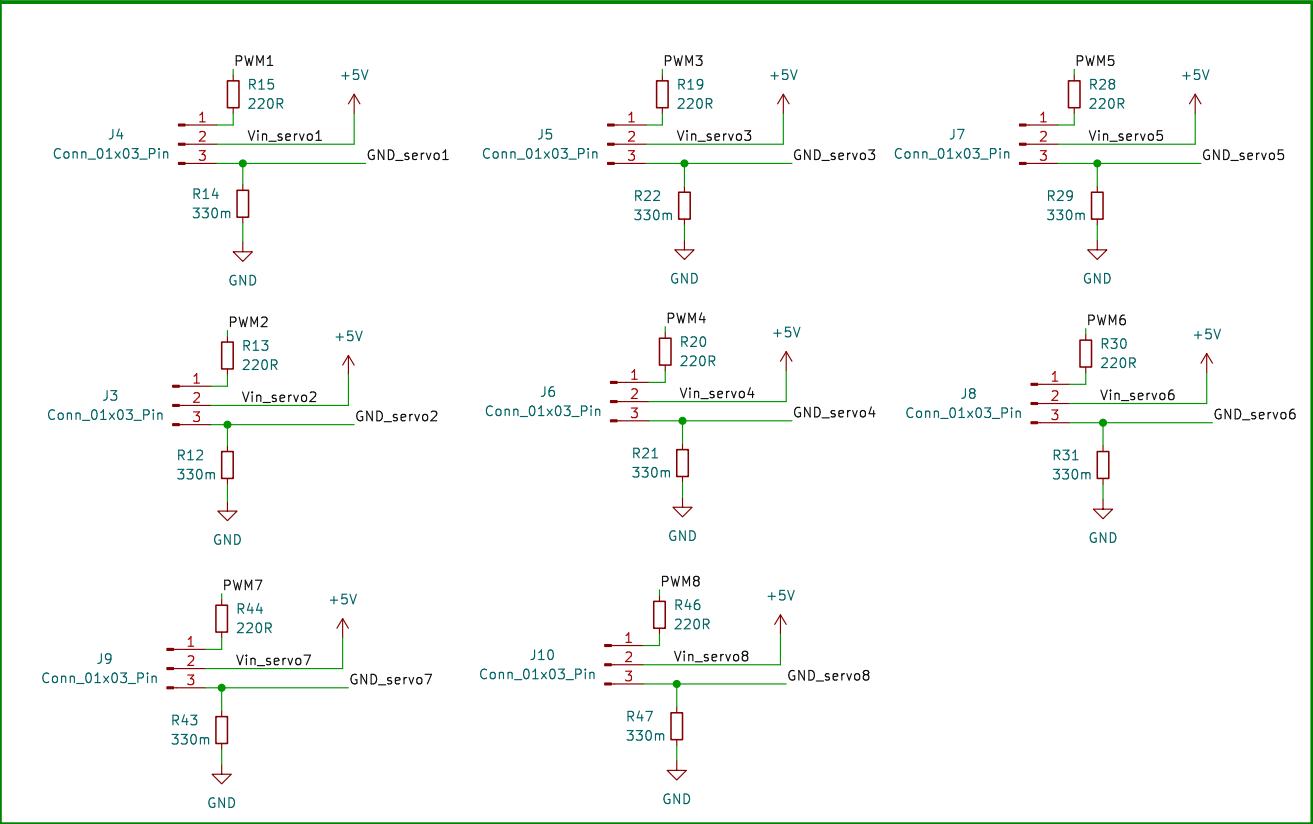 PWM1
R15
220R
+5V
1
2
3
J4
Conn_01x03_Pin
Vin_servo1
GND_servo1
R14
330m
GND
PWM3
R19
220R
+5V
1
2
3
J5
Conn_01x03_Pin
Vin_servo3
GND_servo3
R22
330m
GND
PWM5
R28
220R
+5V
1
2
3
J7
Conn_01x03_Pin
Vin_servo5
GND_servo5
R29
330m
GND
PWM2
R13
220R
+5V
1
2
3
J3
Conn_01x03_Pin
Vin_servo2
GND_servo2
R12
330m
GND
PWM4
R20
220R
+5V
1
2
3
J6
Conn_01x03_Pin
Vin_servo4
GND_servo4
R21
330m
GND
PWM6
R30
220R
+5V
1
2
3
J8
Conn_01x03_Pin
Vin_servo6
GND_servo6
R31
330m
GND
PWM7
R44
220R
+5V
1
2
3
J9
Conn_01x03_Pin
Vin_servo7
GND_servo7
R43
330m
GND
PWM8
R46
220R
+5V
1
2
3
J10
Conn_01x03_Pin
Vin_servo8
GND_servo8
R47
330m
GND